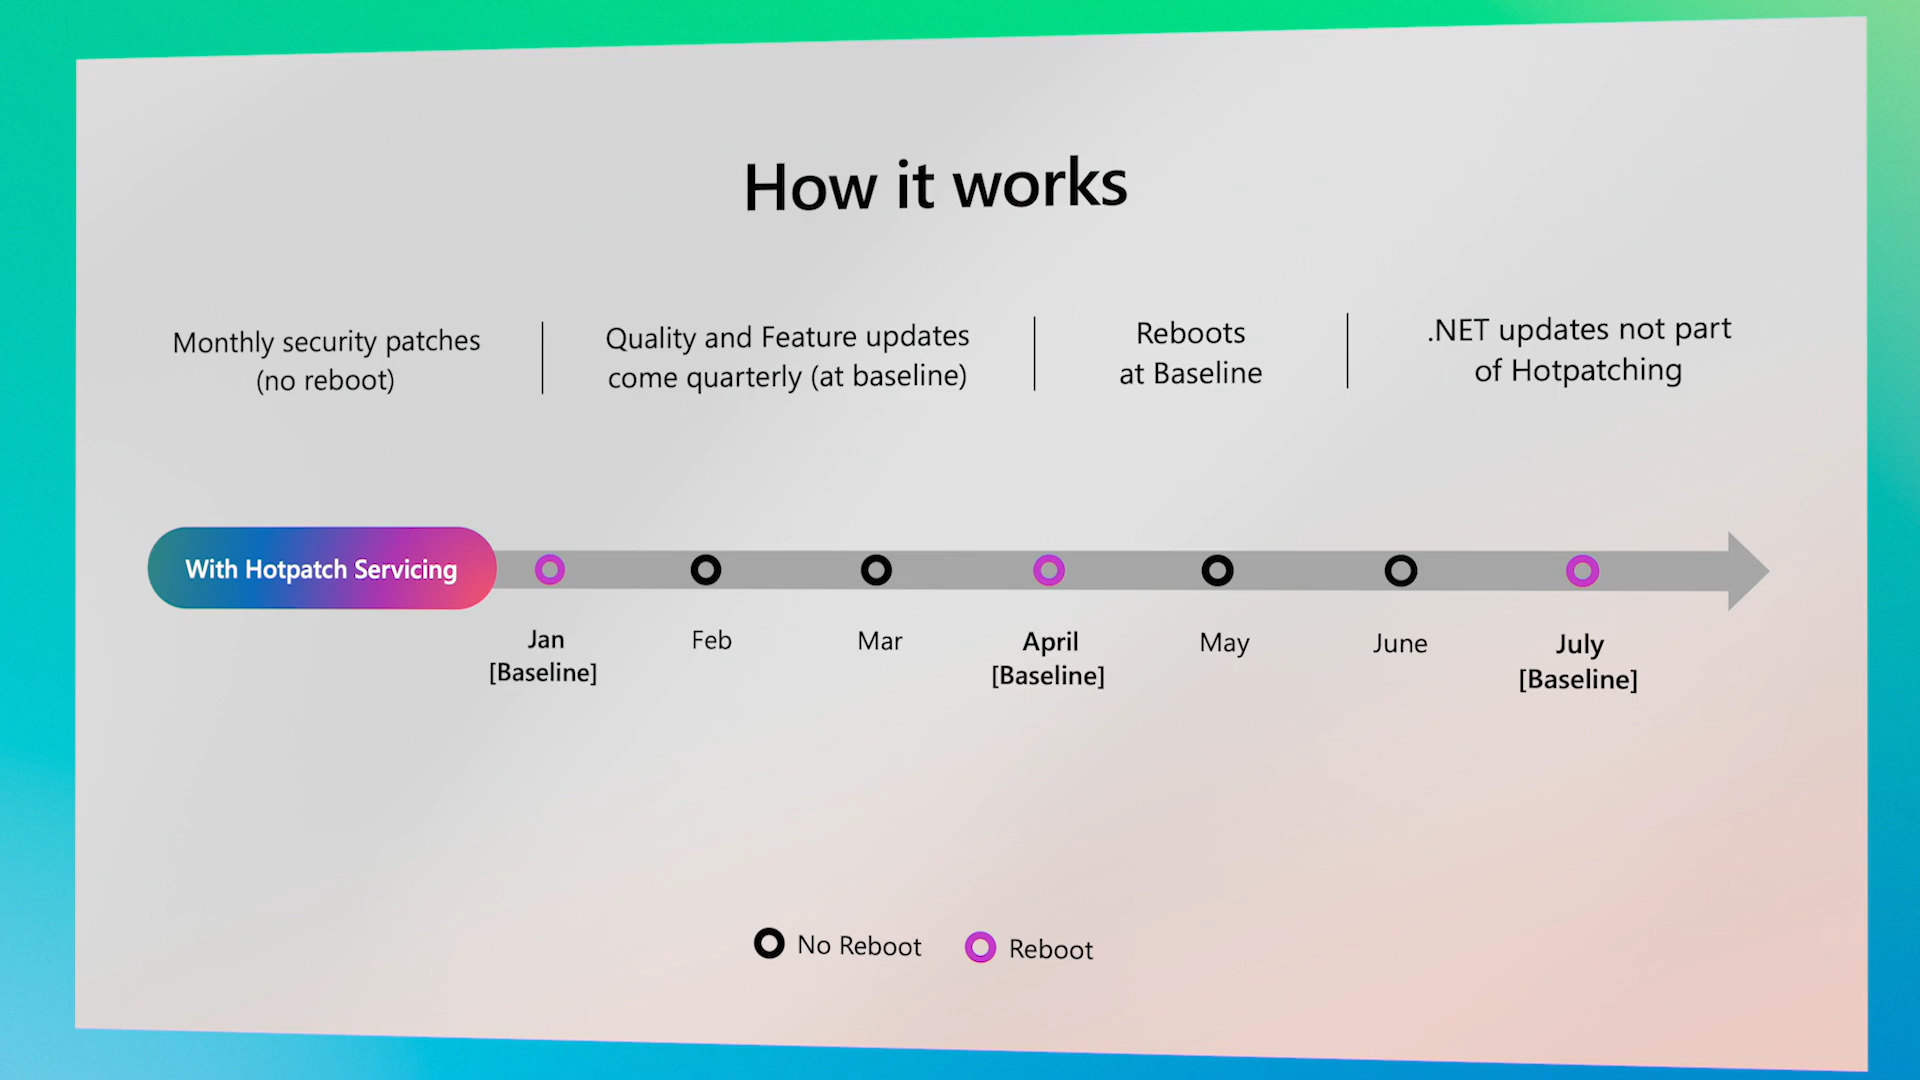 How it works
Monthly security patches
(no reboot)
Quality and Feature updates
come quarterly (at baseline)
Reboots
at Baseline
.NET updates not part
of Hotpatching
With Hotpatch Servicing
Jan
[Baseline]
Feb
Mar
April
[Baseline]
May
June
July
[Baseline]
No Reboot
Reboot